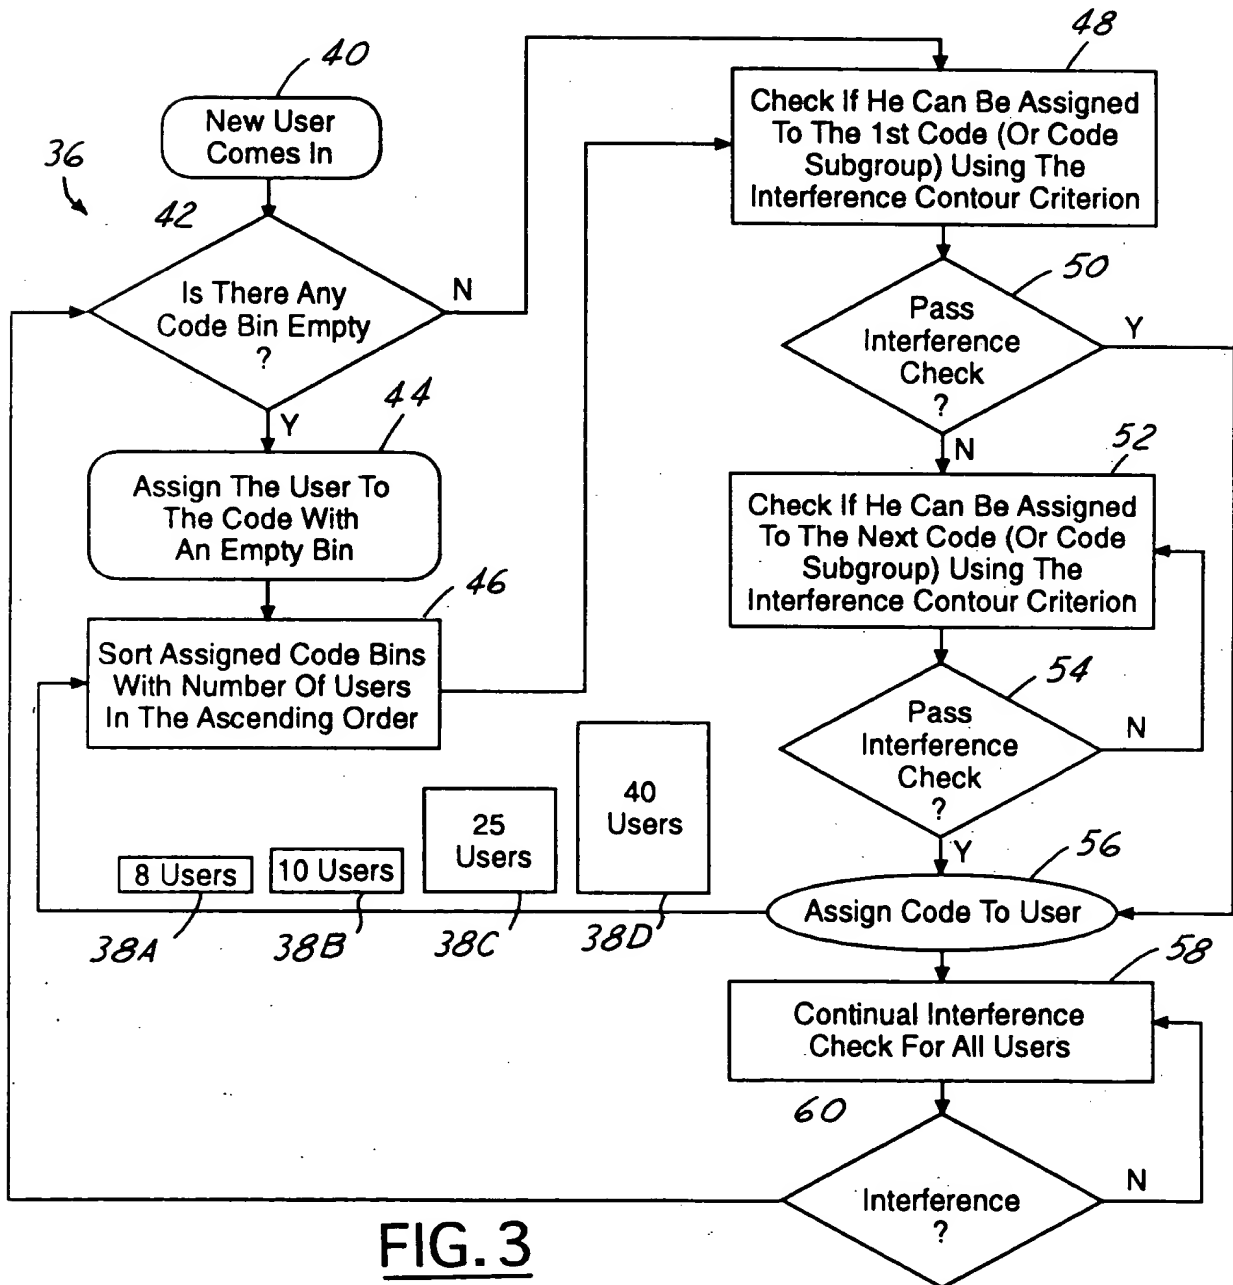 40
New User
Comes In
36
42
Is There Any
Code Bin Empty
?
N
Y
44
Assign The User To
The Code With
An Empty Bin
46
Sort Assigned Code Bins
With Number Of Users
In The Ascending Order
8 Users
10 Users
25
Users
40
Users
38A
38B
38C
38D
48
Check If He Can Be Assigned
To The 1st Code (Or Code
Subgroup) Using The
Interference Contour Criterion
50
Pass
Interference
Check
?
Y
N
52
Check If He Can Be Assigned
To The Next Code (Or Code
Subgroup) Using The
Interference Contour Criterion
54
Pass
Interference
Check
?
N
Y
56
Assign Code To User
58
Continual Interference
Check For All Users
60
Interference
?
N
FIG. 3